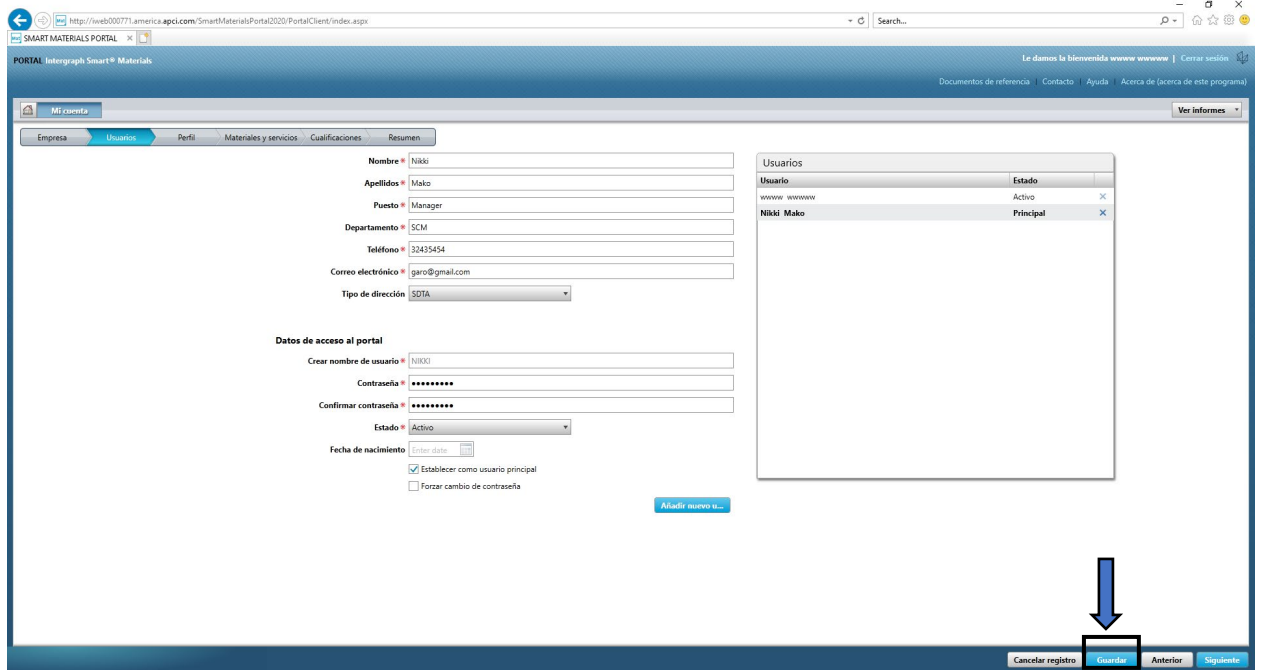 http://iweb000771.america.apci.com/SmartMaterialsPortal2020/PortalClient/index.aspx
Search...
SMART MATERIALS PORTAL
PORTAL Intergraph Smart® Materials
Le damos la bienvenida wwww wwwww | Cerrar sesión
Documentos de referencia | Contacto | Ayuda | Acerca de (acerca de este programa)
Mi cuenta
Ver informes
Empresa Usuarios Perfil Materiales y servicios Cualificaciones Resumen
Nombre * Nikki
Apellidos * Mako
Puesto * Manager
Departamento * SCM
Teléfono * 32435454
Correo electrónico * garo@gmail.com
Tipo de dirección SDTA
Datos de acceso al portal
Crear nombre de usuario * NIKKI
Contraseña * •••••••••
Confirmar contraseña * •••••••••
Estado * Activo
Fecha de nacimiento Enter date
Establecer como usuario principal
Forzar cambio de contraseña
Añadir nuevo u...
Usuarios
Usuario Estado
wwww wwwww Activo
Nikki Mako Principal
Cancelar registro Guardar Anterior Siguiente